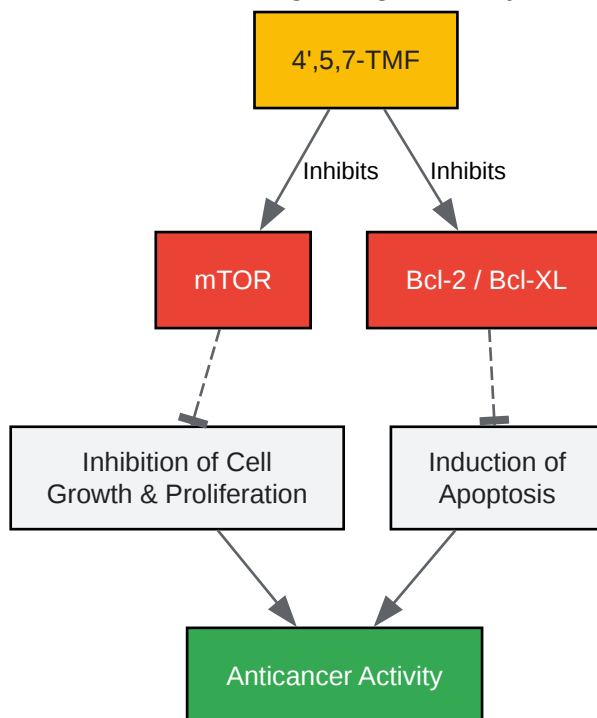 4',5,7-TMF
Inhibits
Inhibits
mTOR
Bcl-2 / Bcl-XL
Inhibition of Cell
Growth & Proliferation
Induction of
Apoptosis
Anticancer Activity